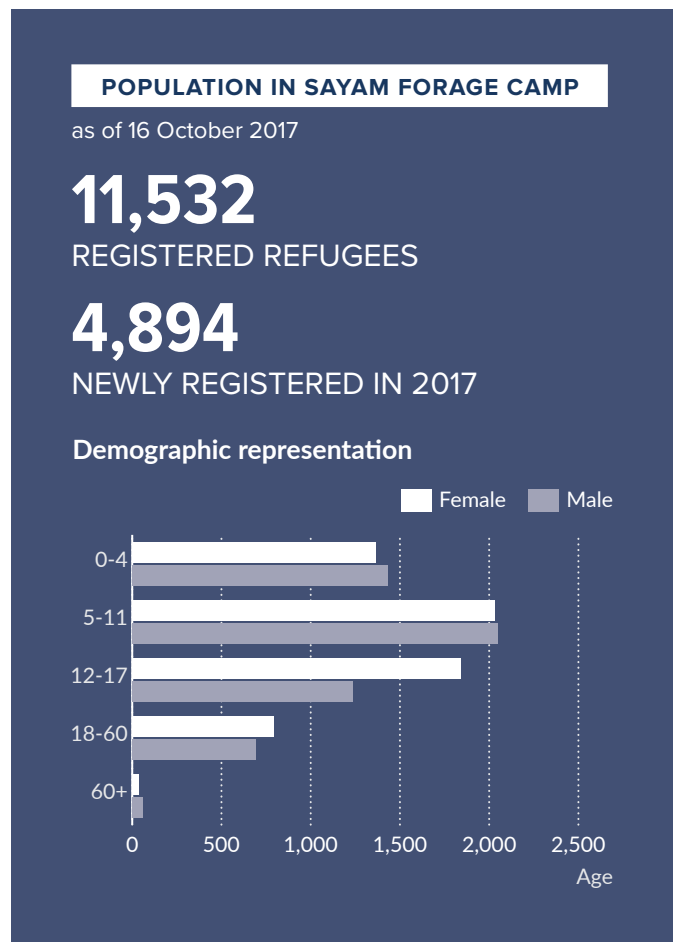 POPULATION IN SAYAM FORAGE CAMP
as of 16 October 2017
11,532
REGISTERED REFUGEES
4,894
NEWLY REGISTERED IN 2017
Demographic representation
Female Male
0-4
5-11
12-17
18-60
60+
0 500 1,000 1,500 2,000 2,500
Age